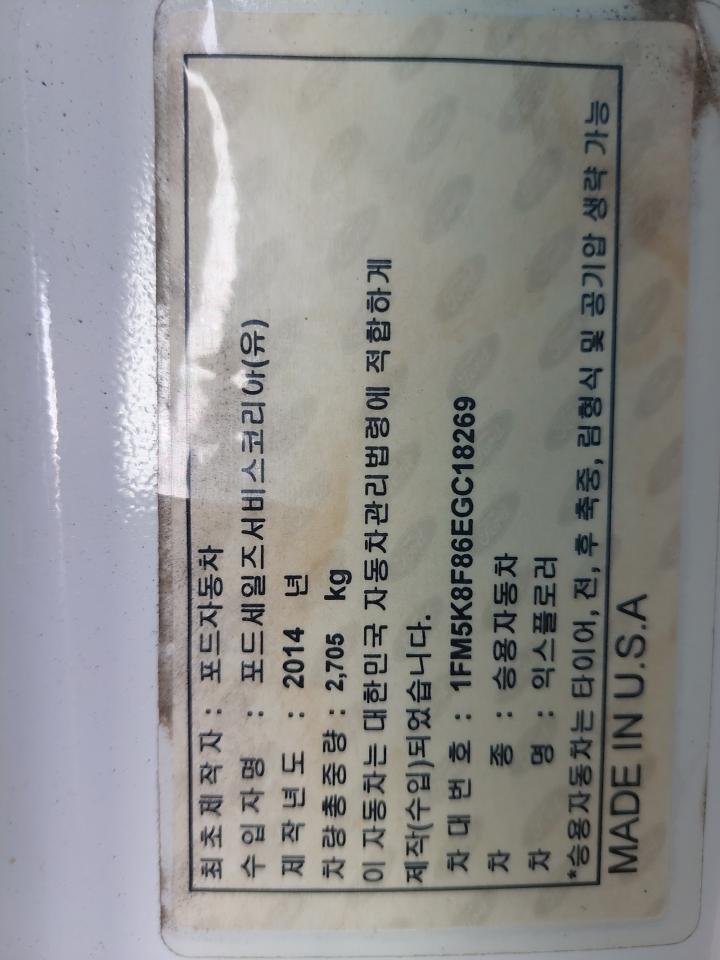 최초제작자 : 포드자동차
수입자명 : 포드세일즈서비스코리아(유)
제작년도 : 2014 년
차량총중량 : 2,705 kg
이 자동차는 대한민국 자동차관리법령에 적합하게
제작(수입)되었습니다.
차대번호 : 1FM5K8F86EGC18269
차 종 : 승용자동차
차 명 : 익스플로러
*승용자동차는 타이어, 전, 후 축중, 림형식 및 공기압 생략 가능
MADE IN U.S.A